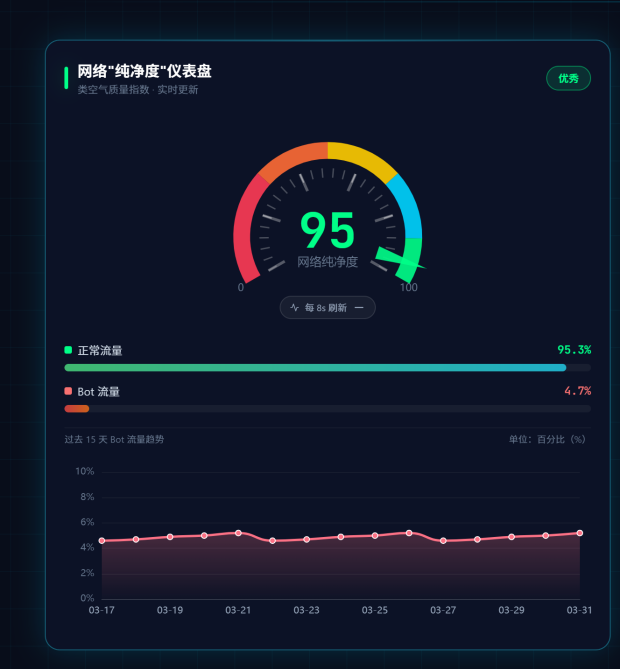 网络"纯净度"仪表盘
类空气质量指数 · 实时更新
优秀
95
网络纯净度
0
100
每 8s 刷新 —
正常流量
95.3%
Bot 流量
4.7%
过去 15 天 Bot 流量趋势
单位: 百分比 (%)
10%
8%
6%
4%
2%
0%
03-17
03-19
03-21
03-23
03-25
03-27
03-29
03-31